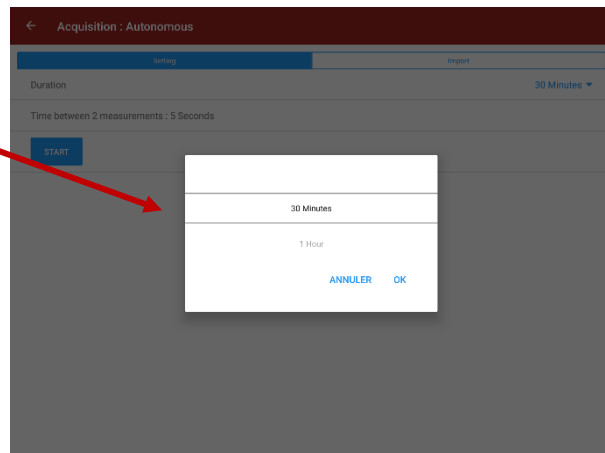 Acquisition : Autonomous
Setting Import
Duration 30 Minutes
Time between 2 measurements : 5 Seconds
START
30 Minutes
1 Hour
ANNULER OK